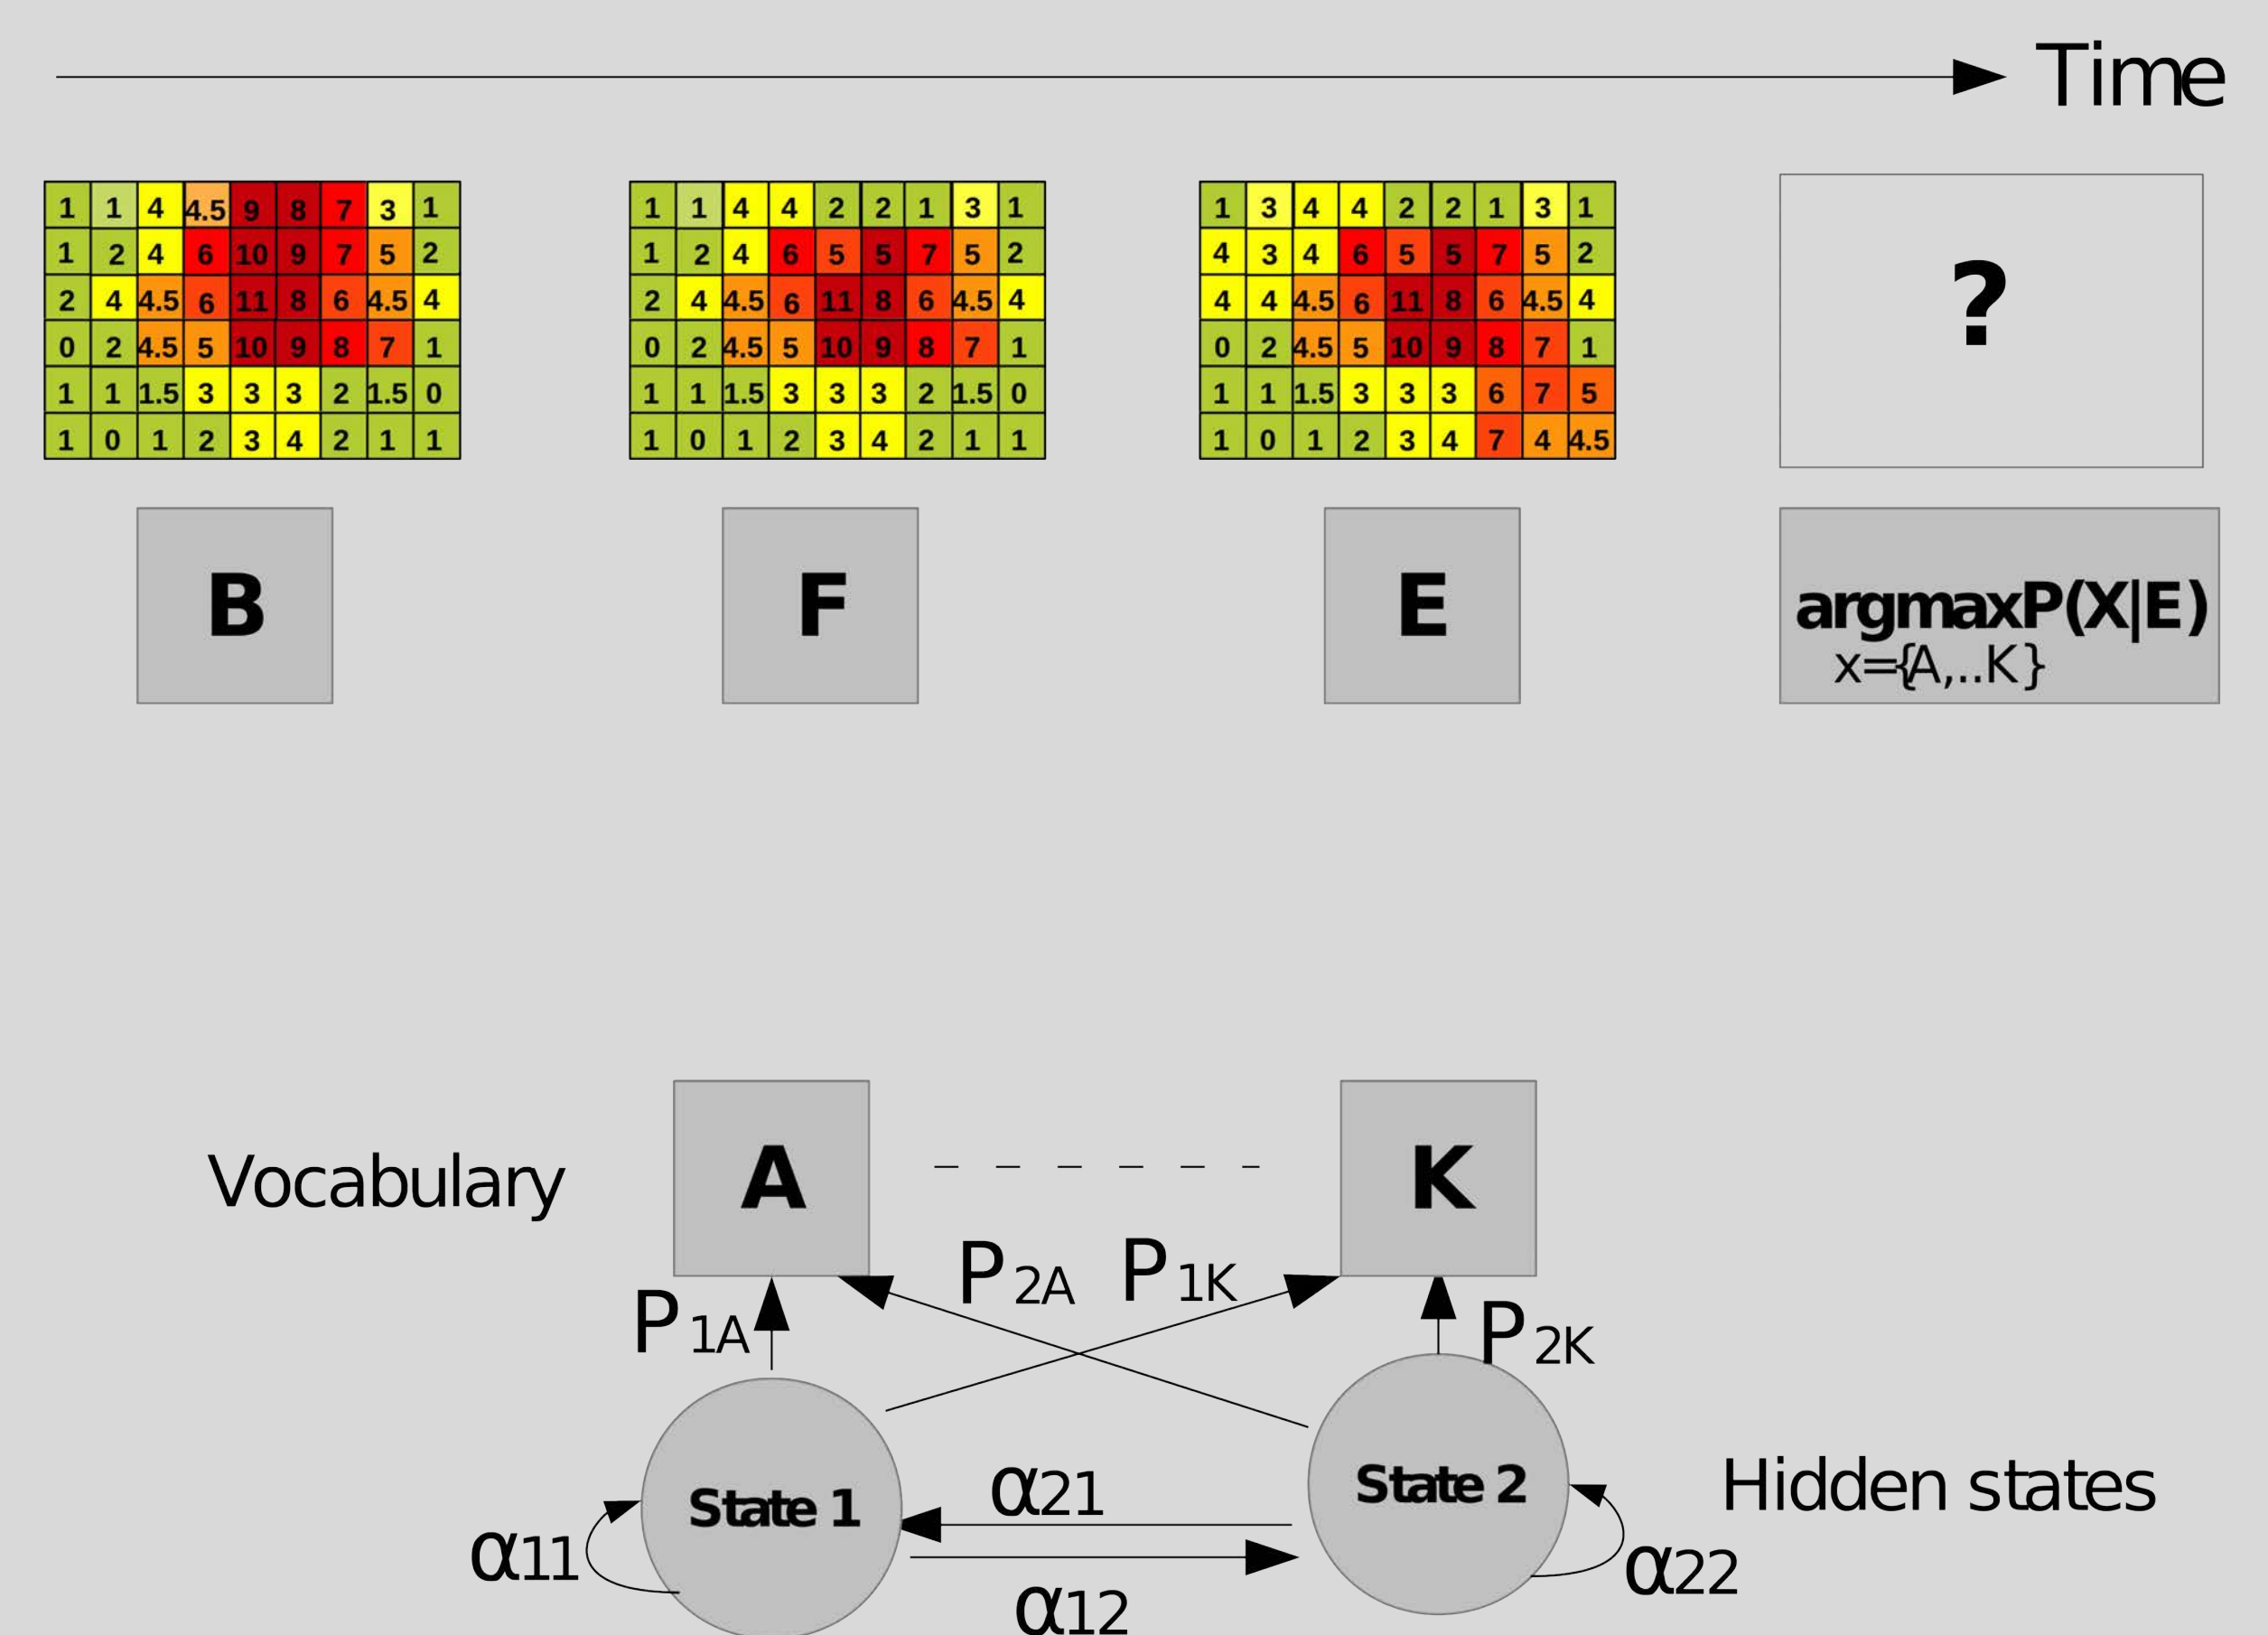 Time
1 1 4 4.5 9 8 7 3 1
1 2 4 6 10 9 7 5 2
2 4 4.5 6 11 8 6 4.5 4
0 2 4.5 5 10 9 8 7 1
1 1 1.5 3 3 3 2 1.5 0
1 0 1 2 3 4 2 1 1
1 1 4 4 2 2 1 3 1
1 2 4 6 5 5 7 5 2
2 4 4.5 6 11 8 6 4.5 4
0 2 4.5 5 10 9 8 7 1
1 1 1.5 3 3 3 2 1.5 0
1 0 1 2 3 4 2 1 1
1 3 4 4 2 2 1 3 1
4 3 4 6 5 5 7 5 2
4 4 4.5 6 11 8 6 4.5 4
0 2 4.5 5 10 9 8 7 1
1 1 1.5 3 3 3 6 7 5
1 0 1 2 3 4 7 4 4.5
?
B
F
E
argmaxP(X|E)
x={A,..K}
Vocabulary
A
K
P1A
P2A
P1K
P2K
State 1
State 2
Hidden states
α11
α21
α12
α22